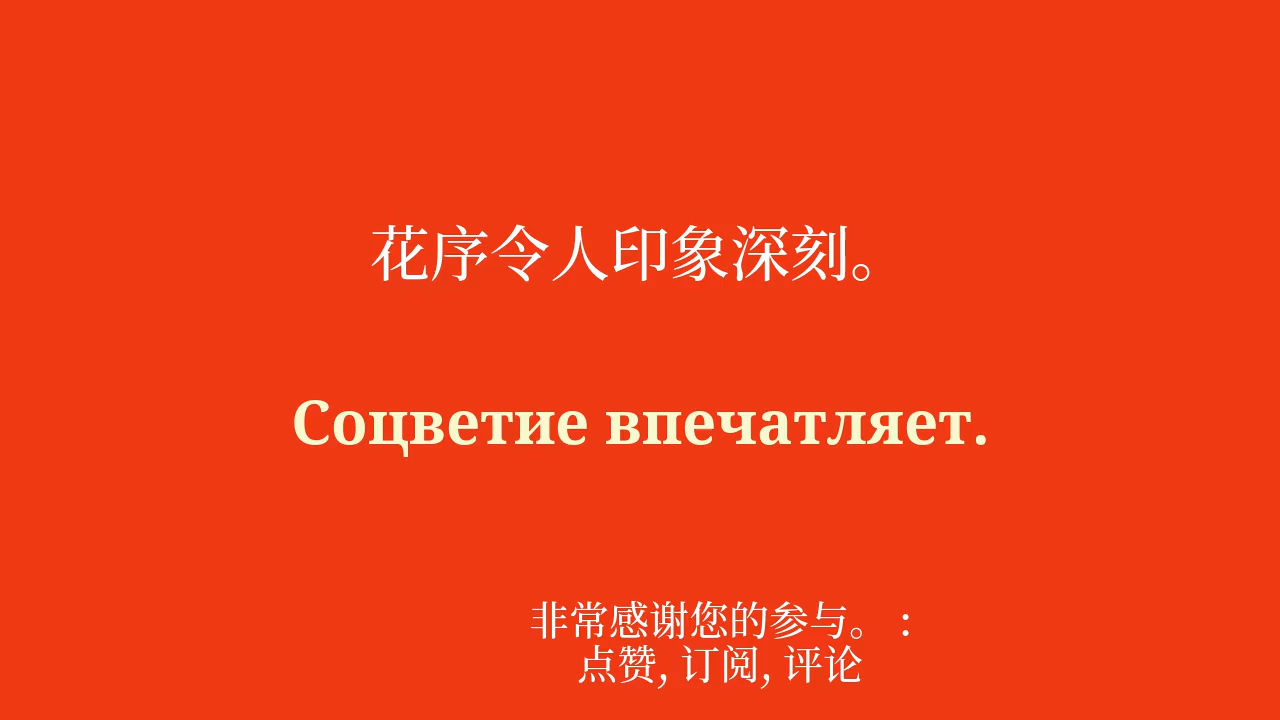 花序令人印象深刻。
Соцветие впечатляет.
非常感谢您的参与。 :
点赞, 订阅, 评论